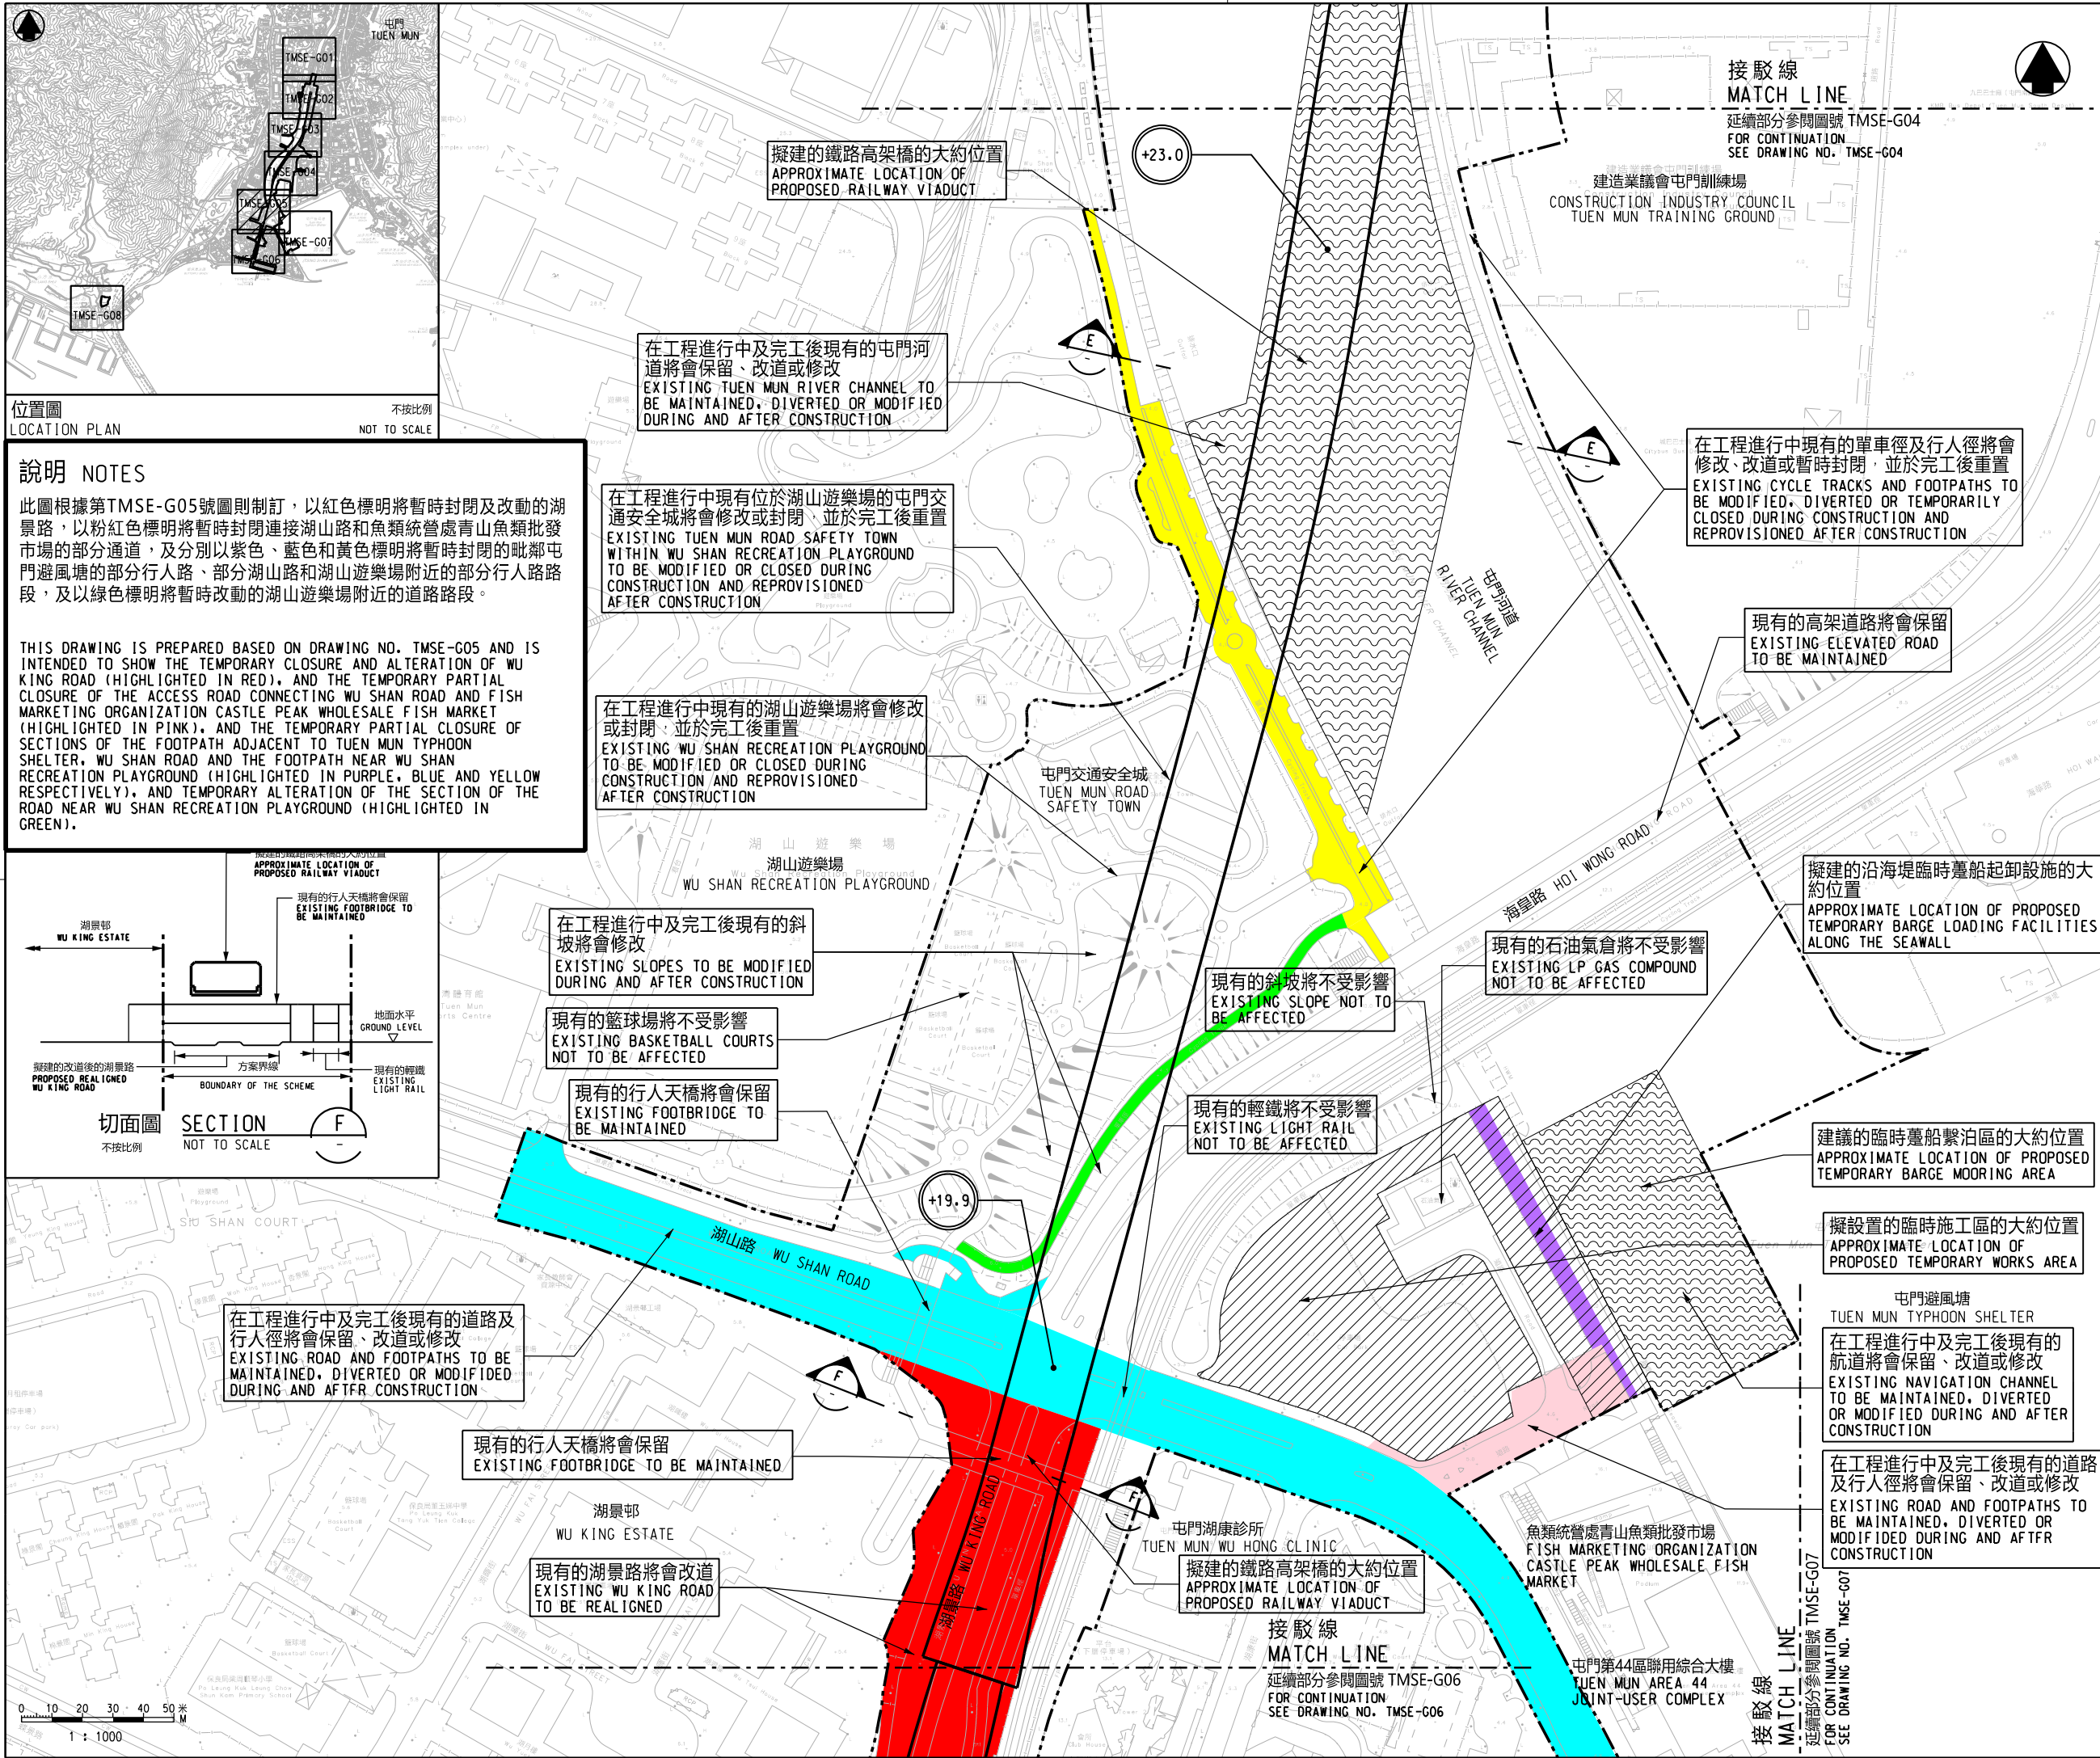 屯門
TUEN MUN
TMSE-G01
TMSE-G02
TMSE-G03
TMSE-G04
TMSE-G05
TMSE-G07
TMSE-G06
TMSE-G08
位置圖
LOCATION PLAN
不按比例
NOT TO SCALE
說明 NOTES
此圖根據第TMSE-G05號圖則制訂，以紅色標明將暫時封閉及改動的湖
景路，以粉紅色標明將暫時封閉連接湖山路和魚類統營處青山魚類批發
市場的部分通道，及分別以紫色、藍色和黃色標明將暫時封閉的毗鄰屯
門避風塘的部分行人路、部分湖山路和湖山遊樂場附近的部分行人路路
段，及以綠色標明將暫時改動的湖山遊樂場附近的道路路段。
THIS DRAWING IS PREPARED BASED ON DRAWING NO. TMSE-G05 AND IS
INTENDED TO SHOW THE TEMPORARY CLOSURE AND ALTERATION OF WU
KING ROAD (HIGHLIGHTED IN RED), AND THE TEMPORARY PARTIAL
CLOSURE OF THE ACCESS ROAD CONNECTING WU SHAN ROAD AND FISH
MARKETING ORGANIZATION CASTLE PEAK WHOLESALE FISH MARKET
(HIGHLIGHTED IN PINK), AND THE TEMPORARY PARTIAL CLOSURE OF
SECTIONS OF THE FOOTPATH ADJACENT TO TUEN MUN TYPHOON
SHELTER, WU SHAN ROAD AND THE FOOTPATH NEAR WU SHAN
RECREATION PLAYGROUND (HIGHLIGHTED IN PURPLE, BLUE AND YELLOW
RESPECTIVELY), AND TEMPORARY ALTERATION OF THE SECTION OF THE
ROAD NEAR WU SHAN RECREATION PLAYGROUND (HIGHLIGHTED IN
GREEN).
擬建的鐵路高架橋的大約位置
APPROXIMATE LOCATION OF
PROPOSED RAILWAY VIADUCT
現有的行人天橋將會保留
EXISTING FOOTBRIDGE TO
BE MAINTAINED
湖景邨
WU KING ESTATE
地面水平
GROUND LEVEL
擬建的改道後的湖景路
PROPOSED REALIGNED
WU KING ROAD
方案界線
BOUNDARY OF THE SCHEME
現有的輕鐵
EXISTING
LIGHT RAIL
切面圖 SECTION
不按比例 NOT TO SCALE
F
-
接駁線
MATCH LINE
延續部分參閱圖號 TMSE-G04
FOR CONTINUATION
SEE DRAWING NO. TMSE-G04
擬建的鐵路高架橋的大約位置
APPROXIMATE LOCATION OF
PROPOSED RAILWAY VIADUCT
+23.0
建造業議會屯門訓練場
CONSTRUCTION INDUSTRY COUNCIL
TUEN MUN TRAINING GROUND
在工程進行中及完工後現有的屯門河
道將會保留、改道或修改
EXISTING TUEN MUN RIVER CHANNEL TO
BE MAINTAINED, DIVERTED OR MODIFIED
DURING AND AFTER CONSTRUCTION
E
E
在工程進行中現有的單車徑及行人徑將會
修改、改道或暫時封閉，並於完工後重置
EXISTING CYCLE TRACKS AND FOOTPATHS TO
BE MODIFIED, DIVERTED OR TEMPORARILY
CLOSED DURING CONSTRUCTION AND
REPROVISIONED AFTER CONSTRUCTION
在工程進行中現有位於湖山遊樂場的屯門交
通安全城將會修改或封閉，並於完工後重置
EXISTING TUEN MUN ROAD SAFETY TOWN
WITHIN WU SHAN RECREATION PLAYGROUND
TO BE MODIFIED OR CLOSED DURING
CONSTRUCTION AND REPROVISIONED
AFTER CONSTRUCTION
屯門河道
TUEN MUN
RIVER CHANNEL
現有的高架道路將會保留
EXISTING ELEVATED ROAD
TO BE MAINTAINED
在工程進行中現有的湖山遊樂場將會修改
或封閉，並於完工後重置
EXISTING WU SHAN RECREATION PLAYGROUND
TO BE MODIFIED OR CLOSED DURING
CONSTRUCTION AND REPROVISIONED
AFTER CONSTRUCTION
屯門交通安全城
TUEN MUN ROAD
SAFETY TOWN
湖山遊樂場
湖山遊樂場
WU SHAN RECREATION PLAYGROUND
海皇路 HOI WONG ROAD
擬建的沿海堤臨時躉船起卸設施的大
約位置
APPROXIMATE LOCATION OF PROPOSED
TEMPORARY BARGE LOADING FACILITIES
ALONG THE SEAWALL
在工程進行中及完工後現有的斜
坡將會修改
EXISTING SLOPES TO BE MODIFIED
DURING AND AFTER CONSTRUCTION
現有的石油氣倉將不受影響
EXISTING LP GAS COMPOUND
NOT TO BE AFFECTED
現有的斜坡將不受影響
EXISTING SLOPE NOT TO
BE AFFECTED
現有的籃球場將不受影響
EXISTING BASKETBALL COURTS
NOT TO BE AFFECTED
現有的行人天橋將會保留
EXISTING FOOTBRIDGE TO
BE MAINTAINED
現有的輕鐵將不受影響
EXISTING LIGHT RAIL
NOT TO BE AFFECTED
建議的臨時躉船繫泊區的大約位置
APPROXIMATE LOCATION OF PROPOSED
TEMPORARY BARGE MOORING AREA
+19.9
湖山路 WU SHAN ROAD
擬設置的臨時施工區的大約位置
APPROXIMATE LOCATION OF
PROPOSED TEMPORARY WORKS AREA
SIU SHAN COURT
屯門避風塘
TUEN MUN TYPHOON SHELTER
在工程進行中及完工後現有的道路及
行人徑將會保留、改道或修改
EXISTING ROAD AND FOOTPATHS TO BE
MAINTAINED, DIVERTED OR MODIFIDED
DURING AND AFTFR CONSTRUCTION
在工程進行中及完工後現有的
航道將會保留、改道或修改
EXISTING NAVIGATION CHANNEL
TO BE MAINTAINED, DIVERTED
OR MODIFIED DURING AND AFTER
CONSTRUCTION
F
現有的行人天橋將會保留
EXISTING FOOTBRIDGE TO BE MAINTAINED
在工程進行中及完工後現有的道路
及行人徑將會保留、改道或修改
EXISTING ROAD AND FOOTPATHS TO
BE MAINTAINED, DIVERTED OR
MODIFIDED DURING AND AFTFR
CONSTRUCTION
F
湖景路 WU KING ROAD
湖景邨
WU KING ESTATE
屯門湖康診所
TUEN MUN WU HONG CLINIC
魚類統營處青山魚類批發市場
FISH MARKETING ORGANIZATION
CASTLE PEAK WHOLESALE FISH
MARKET
現有的湖景路將會改道
EXISTING WU KING ROAD
TO BE REALIGNED
擬建的鐵路高架橋的大約位置
APPROXIMATE LOCATION OF
PROPOSED RAILWAY VIADUCT
接駁線
MATCH LINE
延續部分參閱圖號 TMSE-G06
FOR CONTINUATION
SEE DRAWING NO. TMSE-G06
屯門第44區聯用綜合大樓
TUEN MUN AREA 44
JOINT-USER COMPLEX
接駁線
MATCH LINE
延續部分參閱圖號 TMSE-G07
FOR CONTINUATION
SEE DRAWING NO. TMSE-G07
0 10 20 30 40 50 米
M
1 : 1000